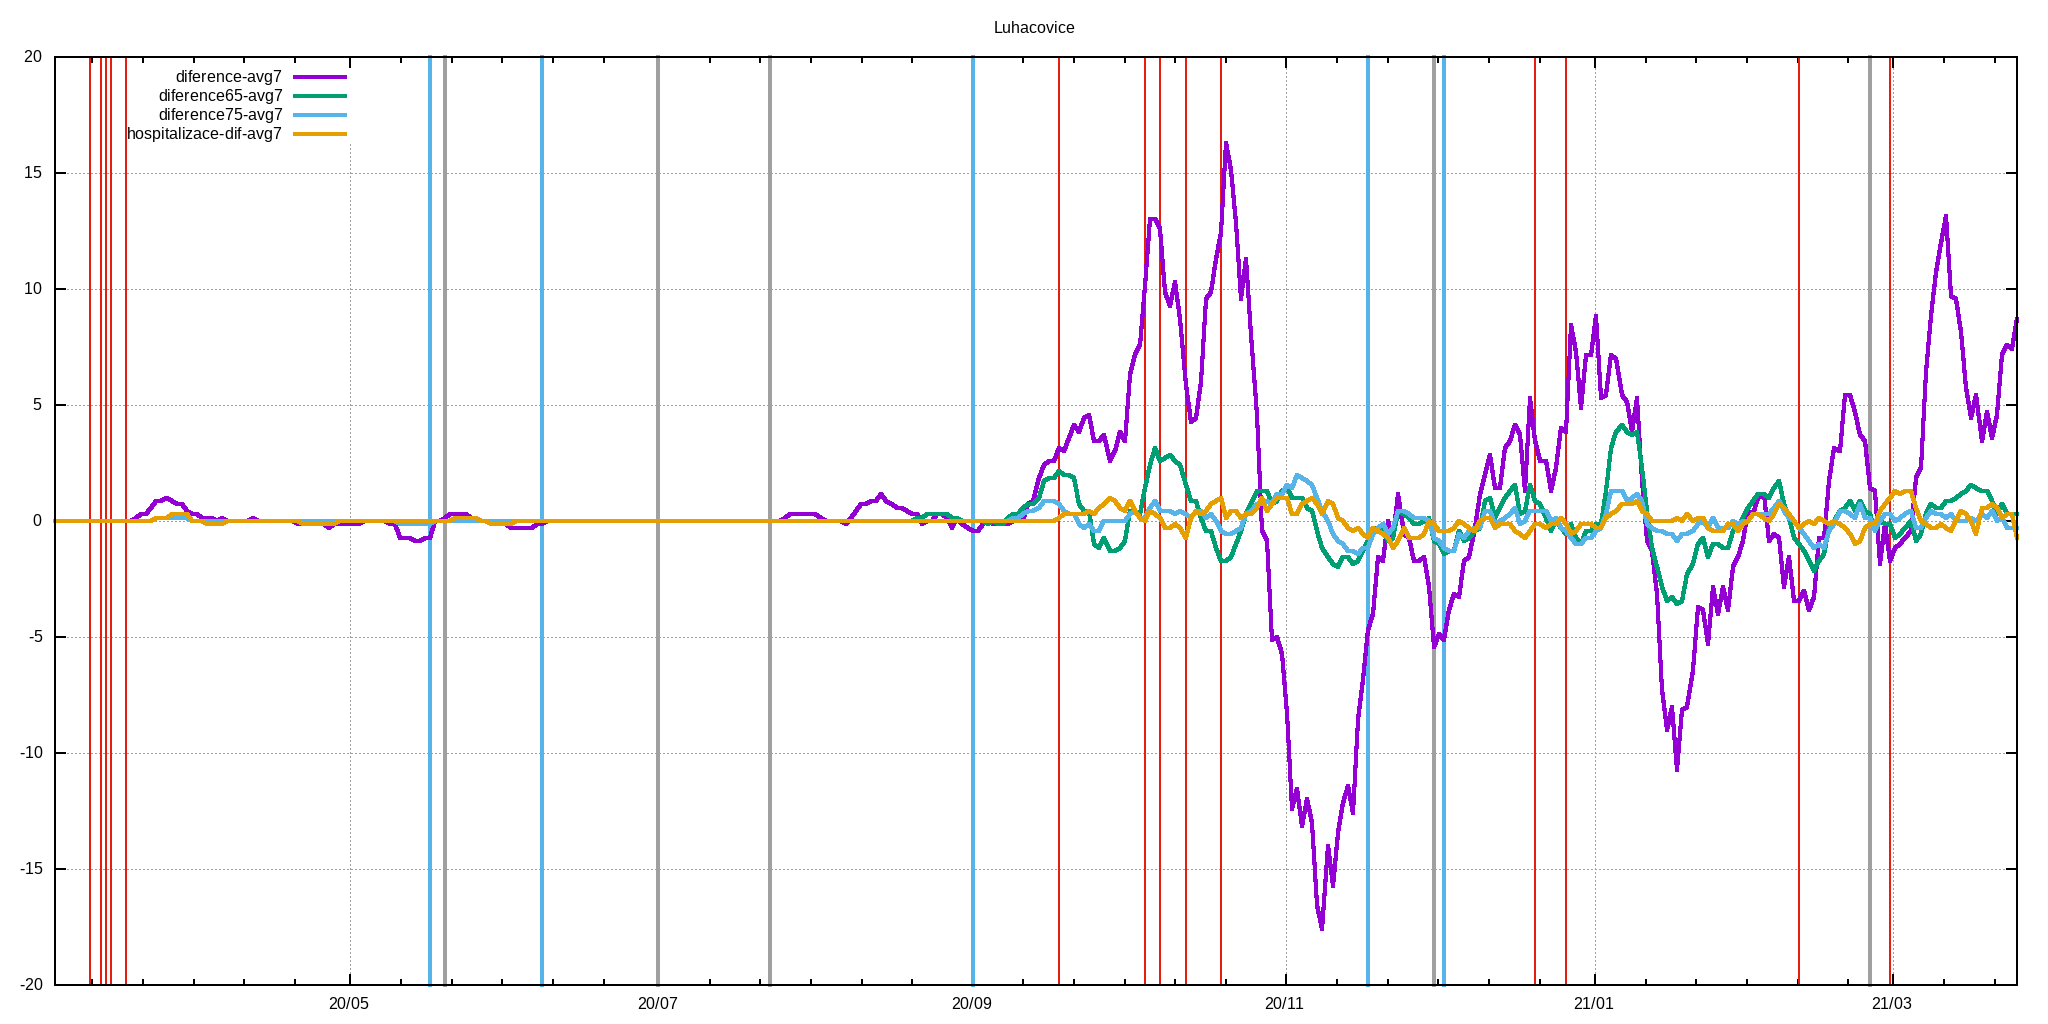 Luhacovice
20
15
10
5
0
-5
-10
-15
-20
diference-avg7
diference65-avg7
diference75-avg7
hospitalizace-dif-avg7
20/05 20/07 20/09 20/11 21/01 21/03